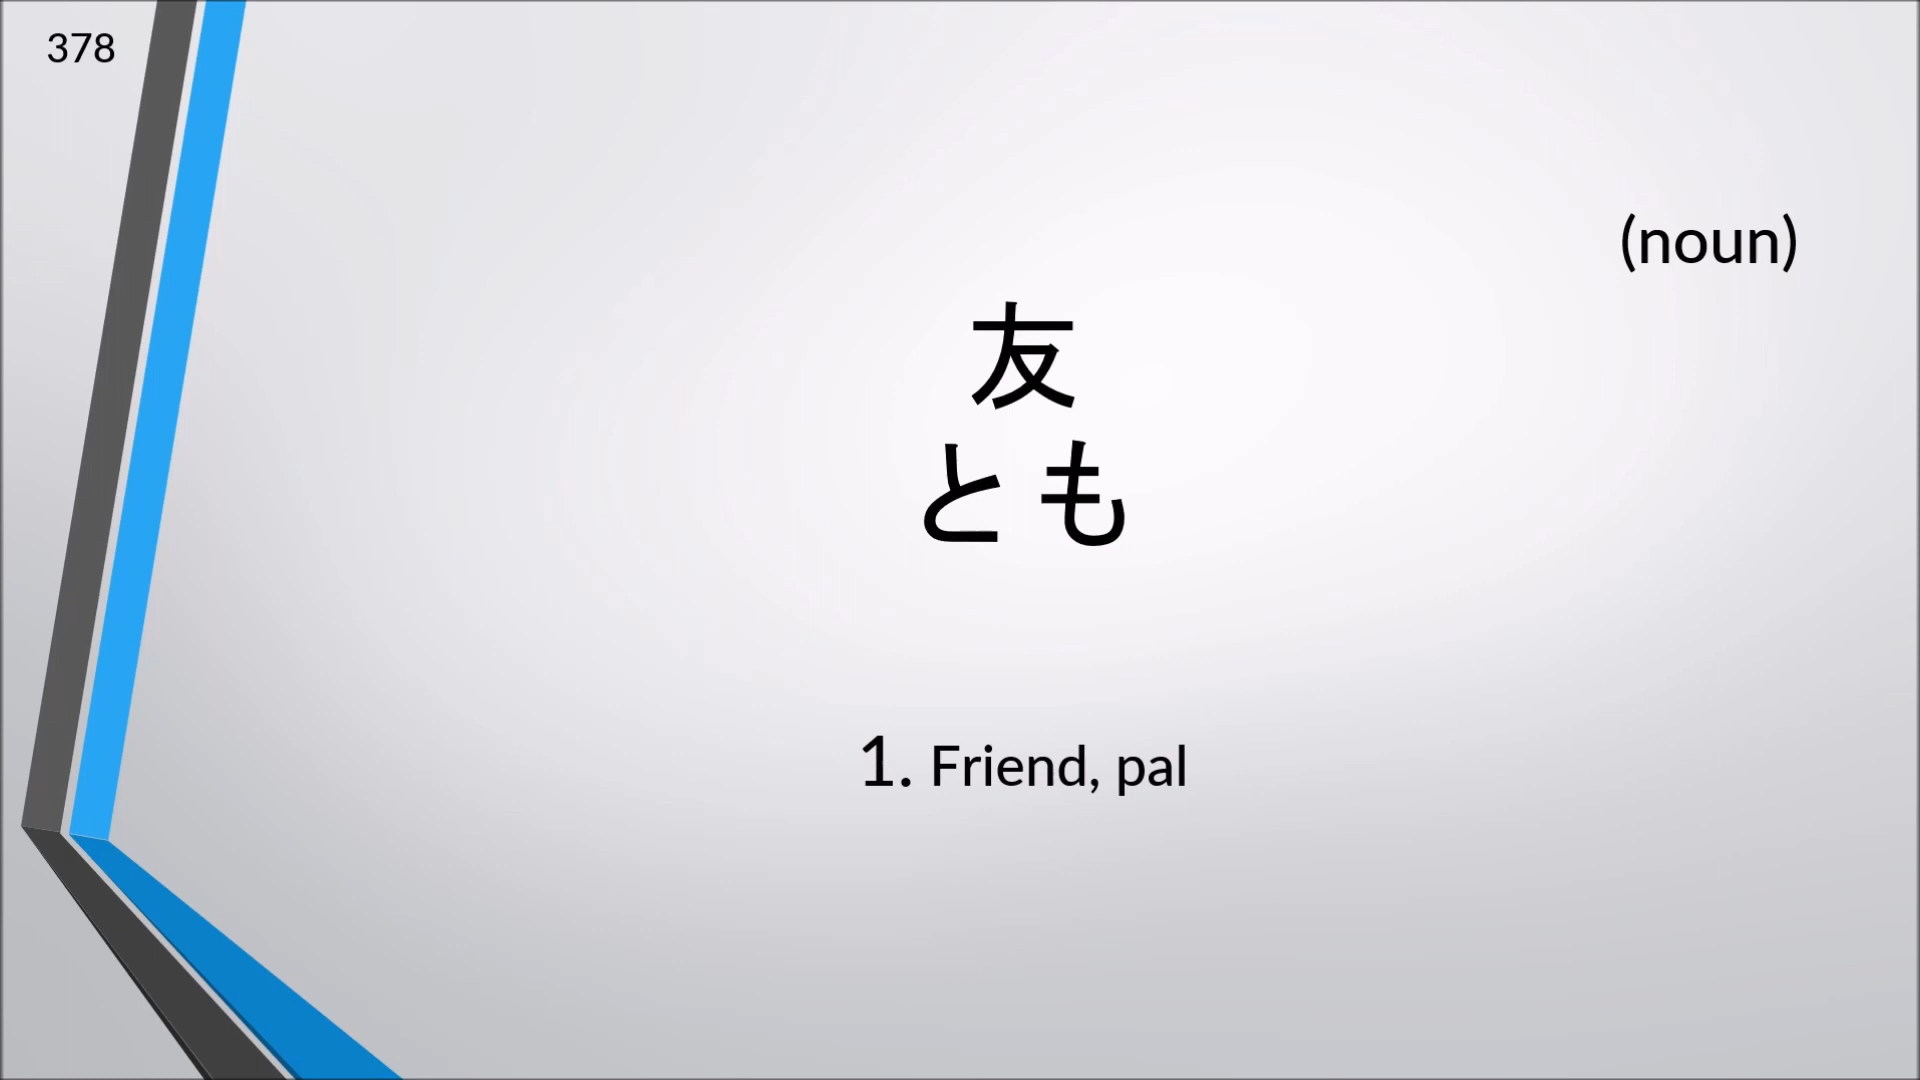 378
(noun)
友
とも
1. Friend, pal